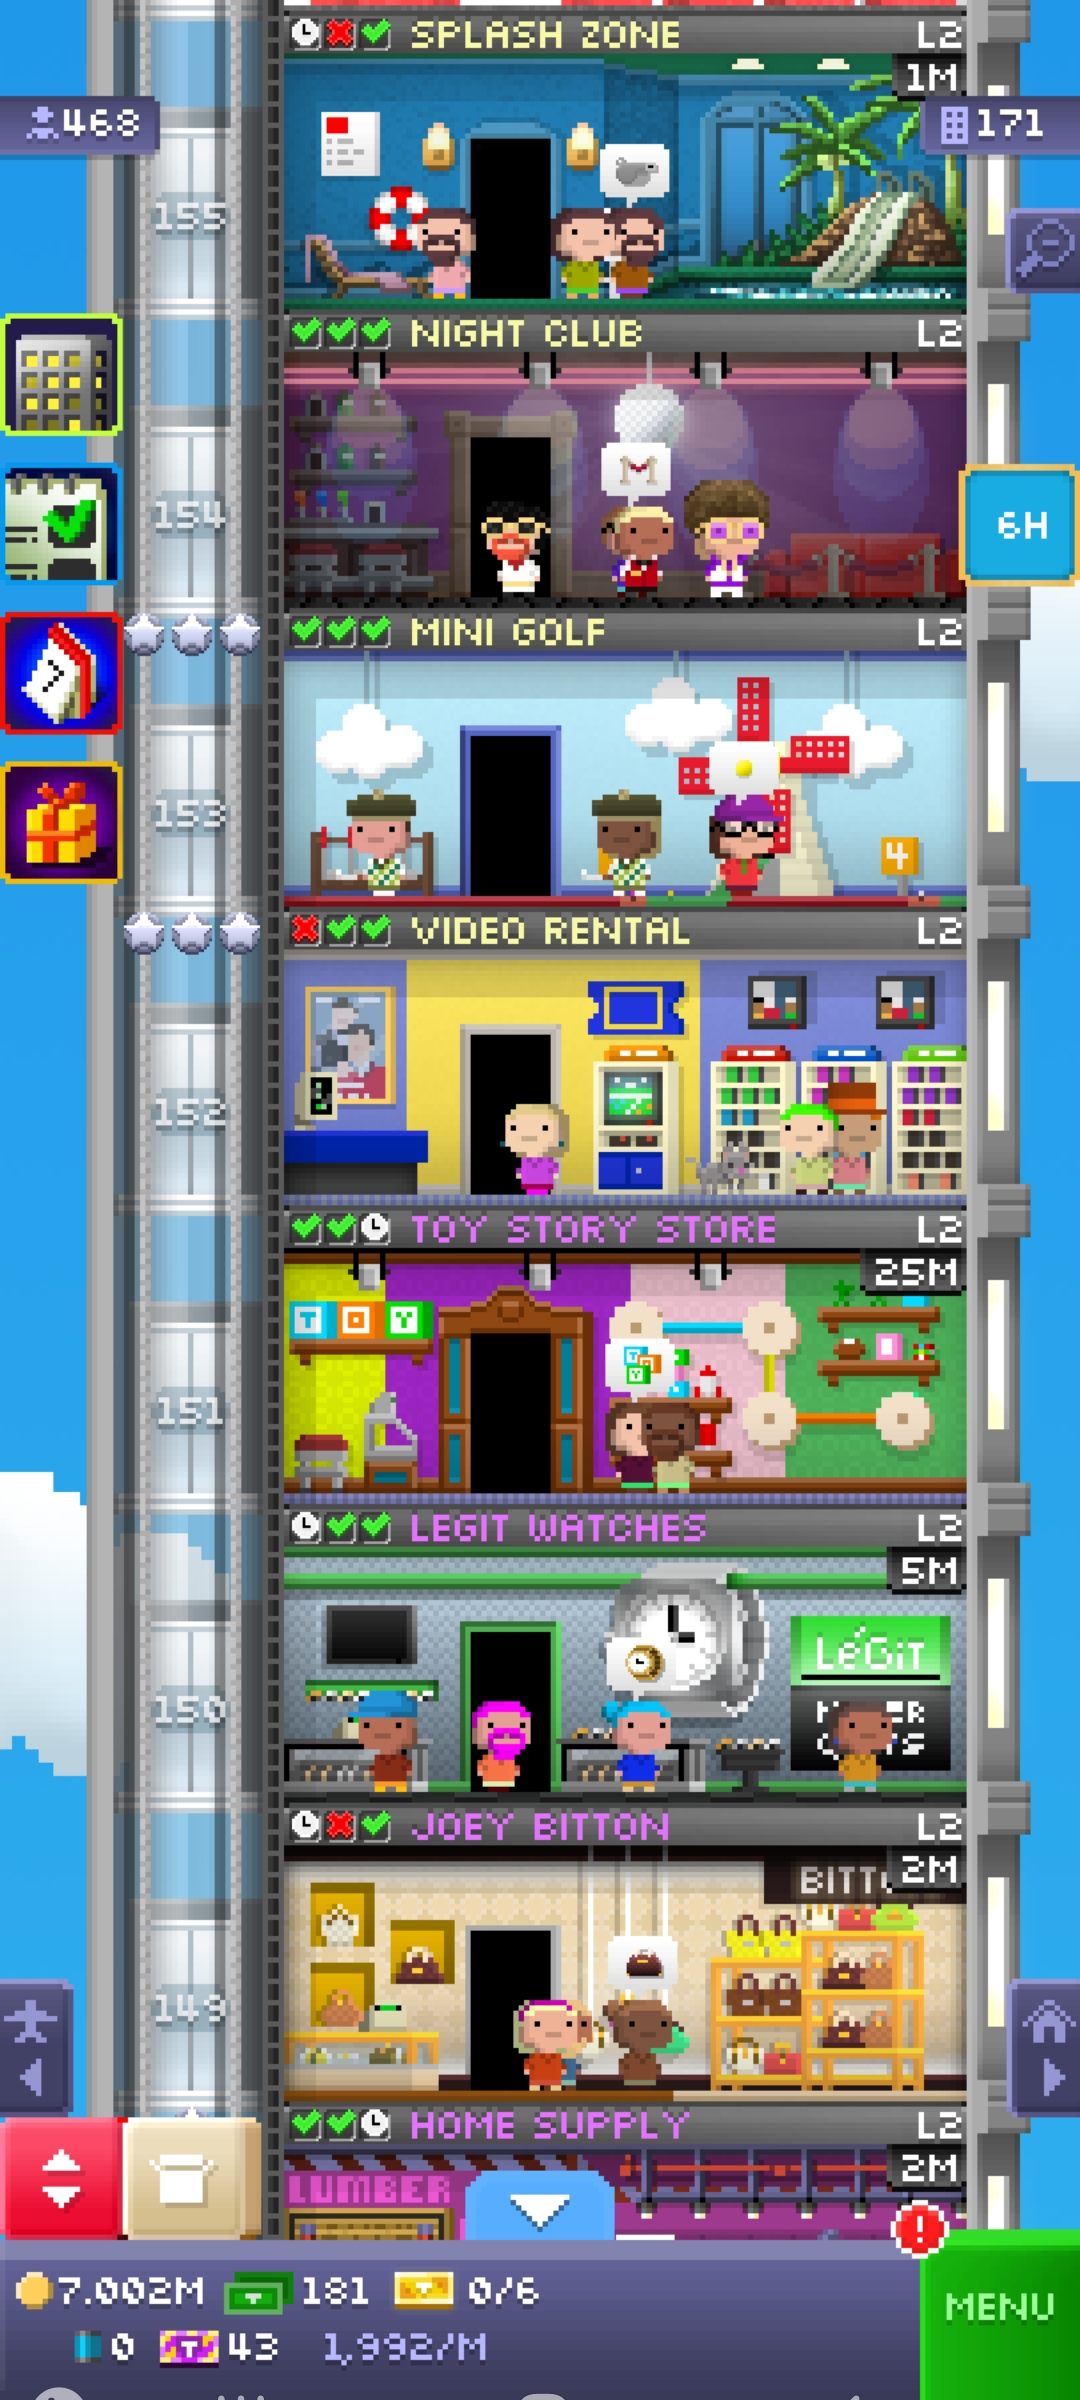 SPLASH ZONE L2
1M
468
171
155
NIGHT CLUB L2
M
154
6H
MINI GOLF L2
7
153
4
VIDEO RENTAL L2
152
TOY STORY STORE L2
25M
T O Y
T O Y
151
LEGIT WATCHES L2
5M
LéGiT
150
JOEY BITTON L2
2M
BITT
149
HOME SUPPLY L2
2M
LUMBER
!
7.002M 181 0/6
MENU
0 T 43 1,992/M